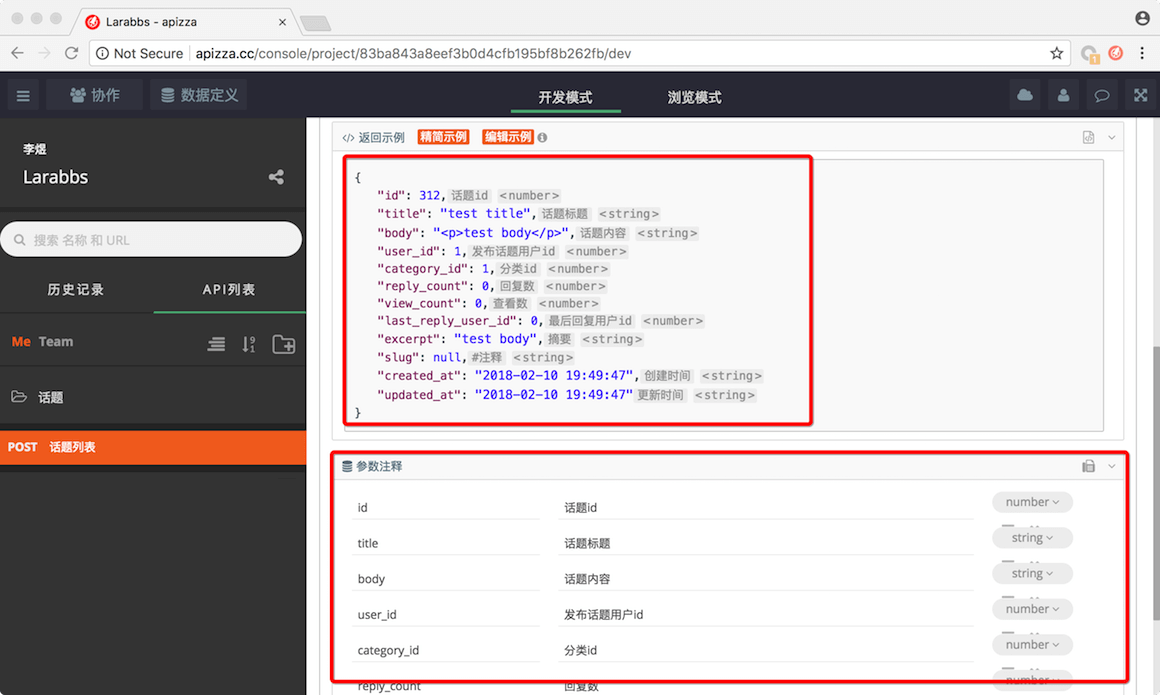 Larabbs - apizza
Not Secure apizza.cc/console/project/83ba843a8eef3b0d4cfb195bf8b262fb/dev
1
协作 数据定义 开发模式 浏览模式
李煜
Larabbs
搜索 名称 和 URL
历史记录 API列表
Me Team
话题
POST 话题列表
</> 返回示例 精简示例 编辑示例
{
"id": 312, 话题id <number>
"title": "test title", 话题标题 <string>
"body": "<p>test body</p>", 话题内容 <string>
"user_id": 1, 发布话题用户id <number>
"category_id": 1, 分类id <number>
"reply_count": 0, 回复数 <number>
"view_count": 0, 查看数 <number>
"last_reply_user_id": 0, 最后回复用户id <number>
"excerpt": "test body", 摘要 <string>
"slug": null, #注释 <string>
"created_at": "2018-02-10 19:49:47", 创建时间 <string>
"updated_at": "2018-02-10 19:49:47" 更新时间 <string>
}
参数注释
id 话题id number
title 话题标题 string
body 话题内容 string
user_id 发布话题用户id number
category_id 分类id number
reply_count 回复数 number